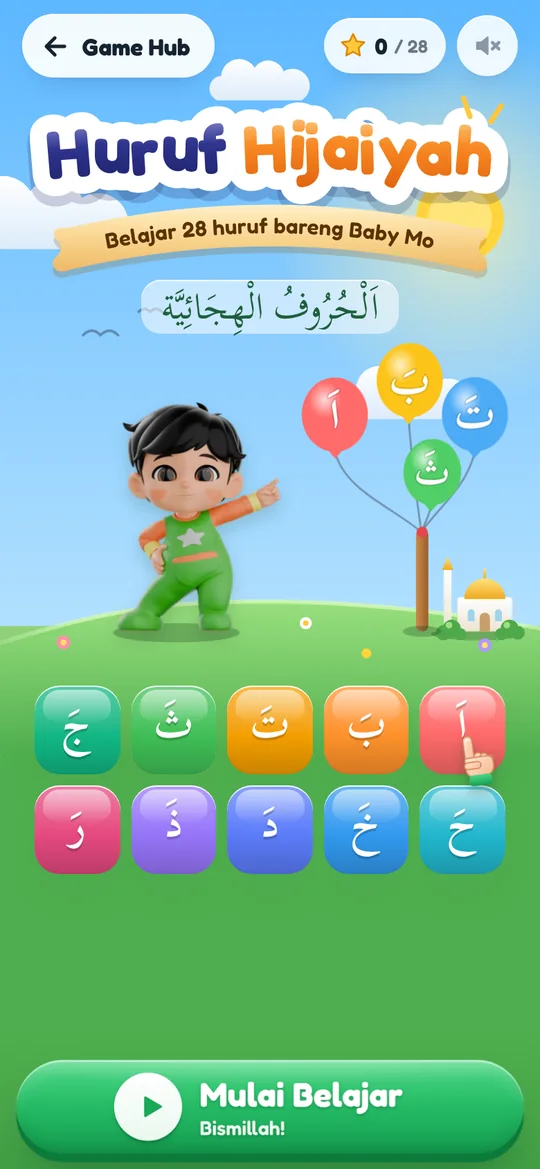 Game Hub
0 / 28
Huruf Hijaiyah
Belajar 28 huruf bareng Baby Mo
اَلْحُرُوفُ الْهِجَائِيَّة
اَ
بَ
تَ
ثَ
اَ بَ تَ ثَ جَ
حَ خَ دَ ذَ رَ
Mulai Belajar
Bismillah!